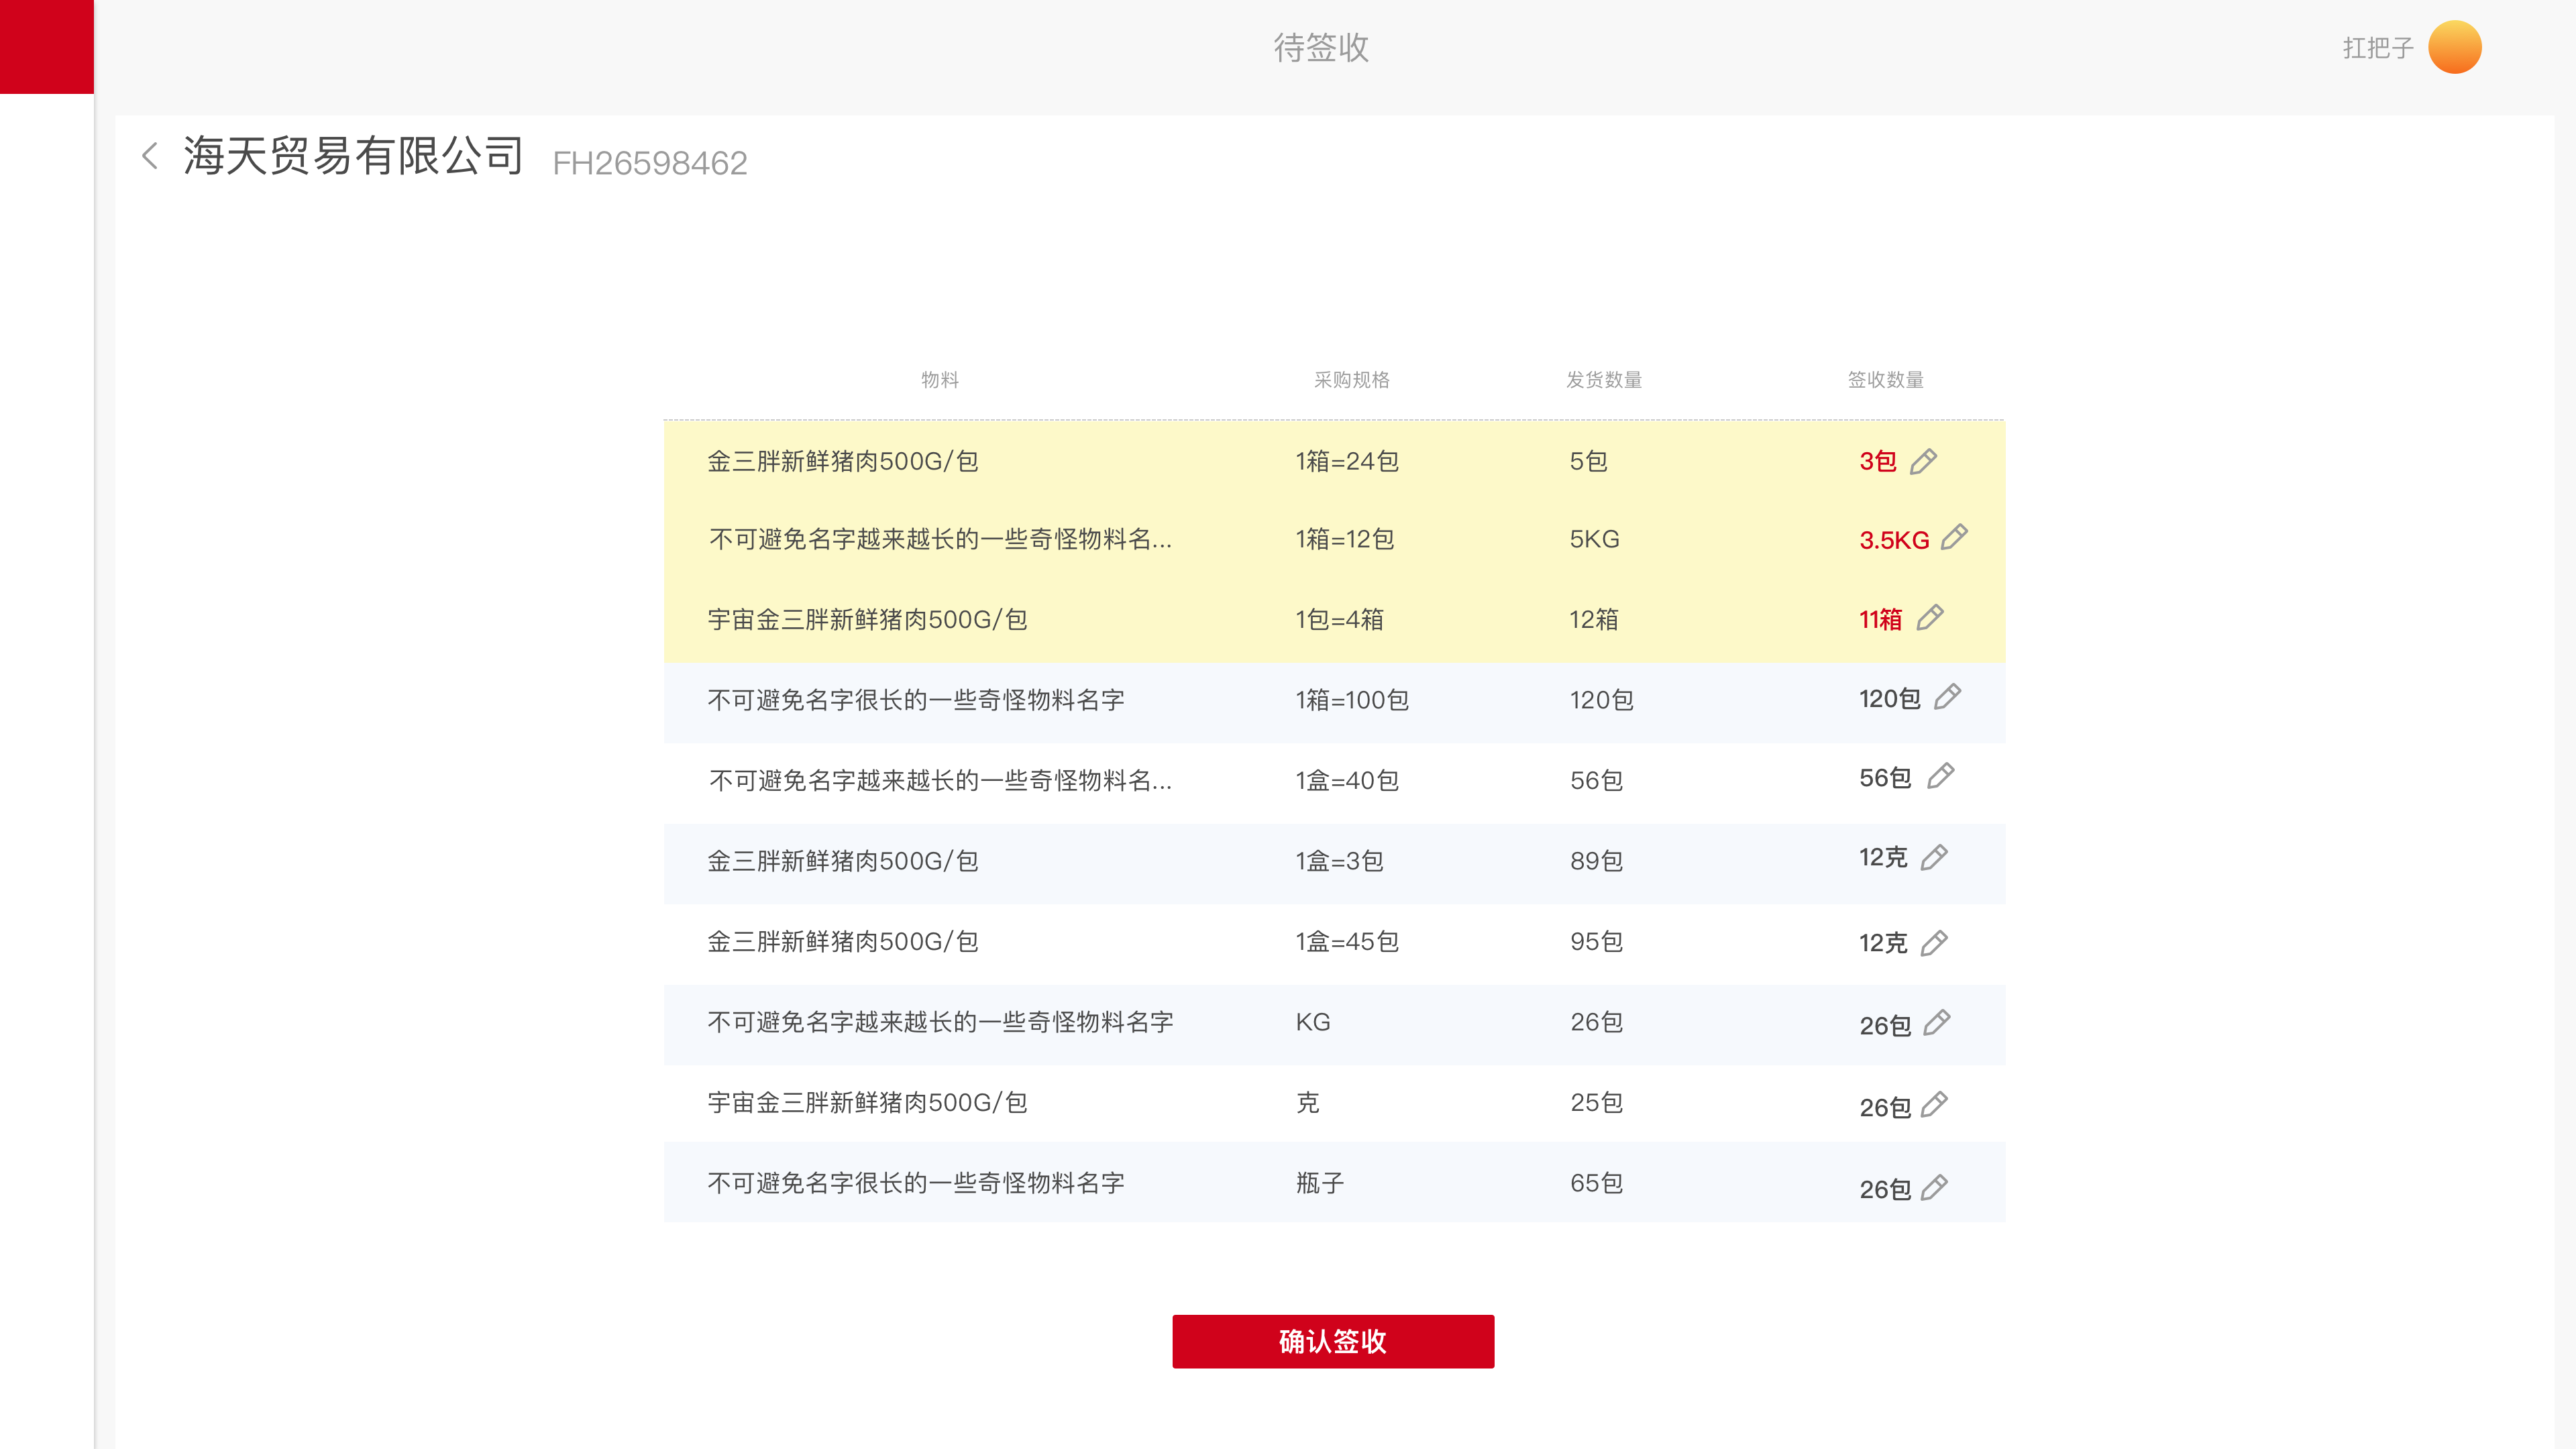 待签收
扛把子
海天贸易有限公司 FH26598462
物料 采购规格 发货数量 签收数量
金三胖新鲜猪肉500G/包 1箱=24包 5包 3包
不可避免名字越来越长的一些奇怪物料名... 1箱=12包 5KG 3.5KG
宇宙金三胖新鲜猪肉500G/包 1包=4箱 12箱 11箱
不可避免名字很长的一些奇怪物料名字 1箱=100包 120包 120包
不可避免名字越来越长的一些奇怪物料名... 1盒=40包 56包 56包
金三胖新鲜猪肉500G/包 1盒=3包 89包 12克
金三胖新鲜猪肉500G/包 1盒=45包 95包 12克
不可避免名字越来越长的一些奇怪物料名字 KG 26包 26包
宇宙金三胖新鲜猪肉500G/包 克 25包 26包
不可避免名字很长的一些奇怪物料名字 瓶子 65包 26包
确认签收